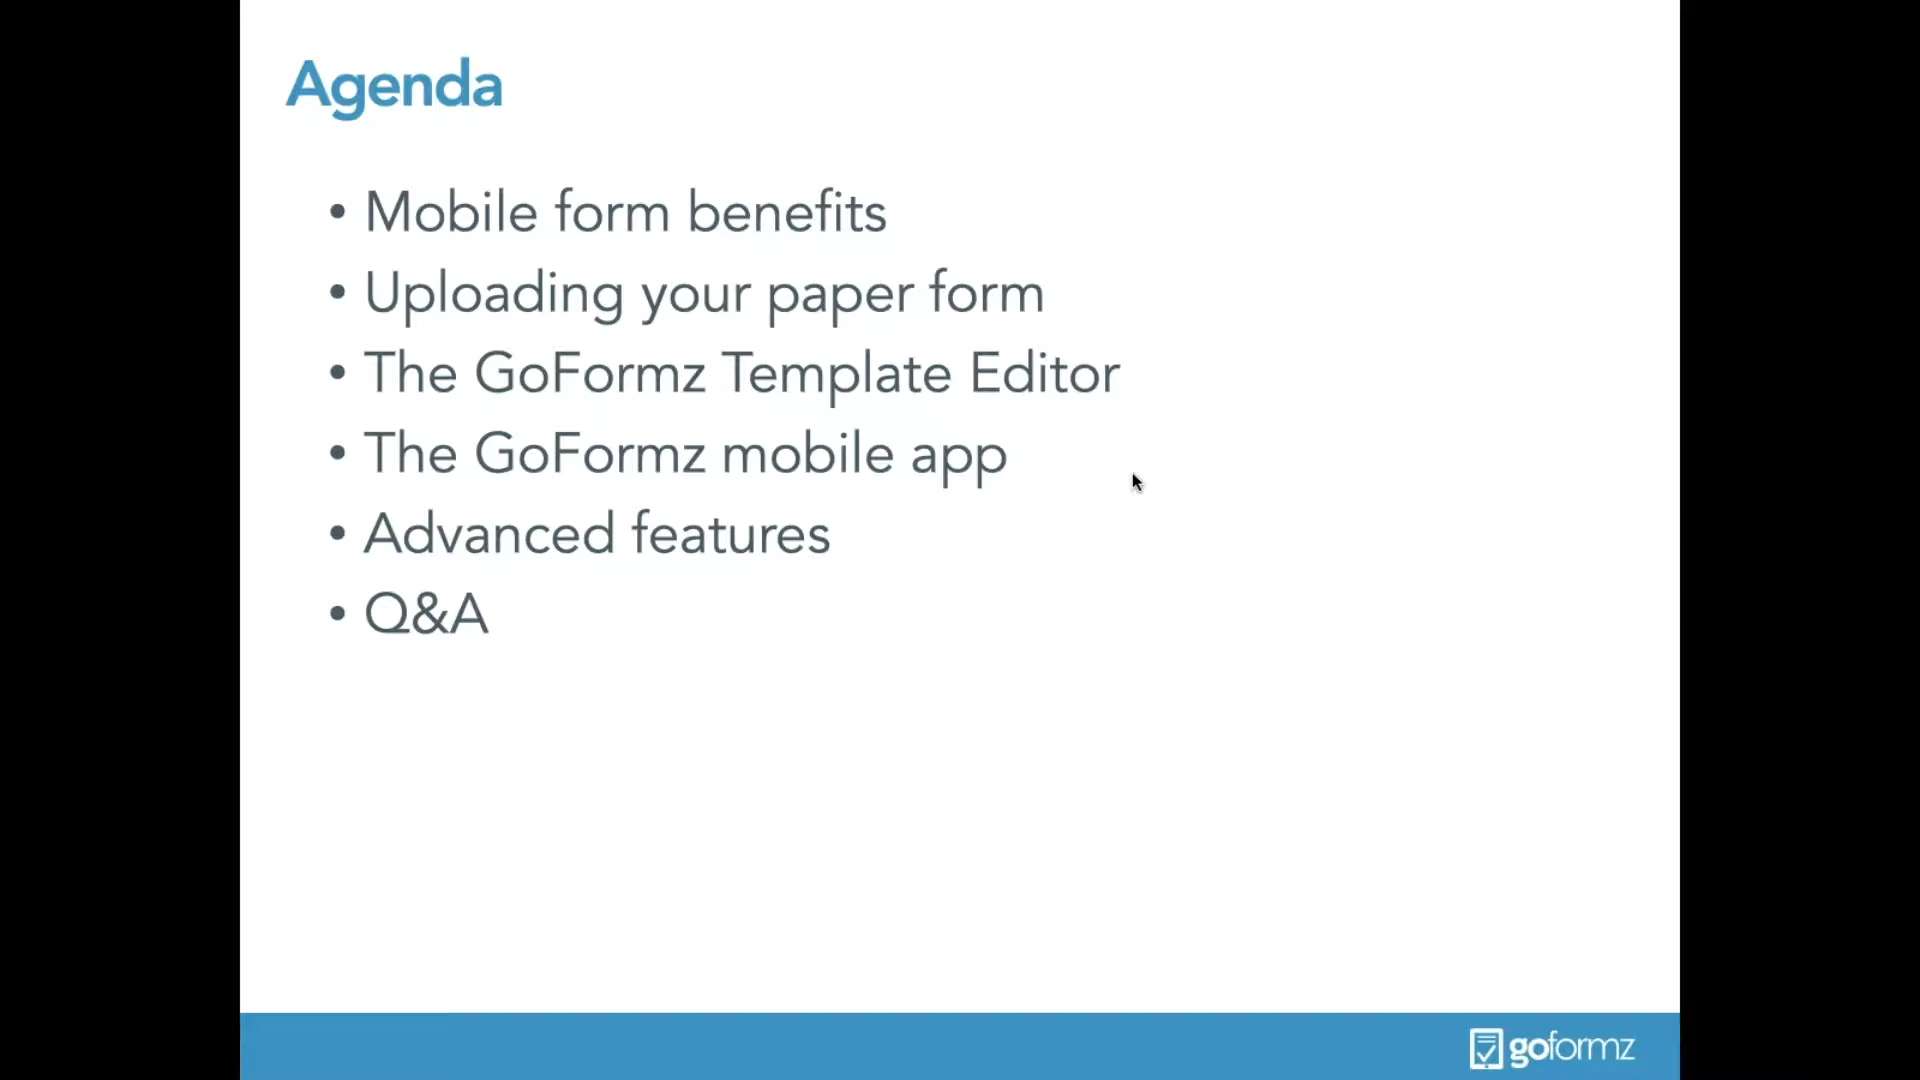 Agenda
• Mobile form benefits
• Uploading your paper form
• The GoFormz Template Editor
• The GoFormz mobile app
• Advanced features
• Q&A
goformz